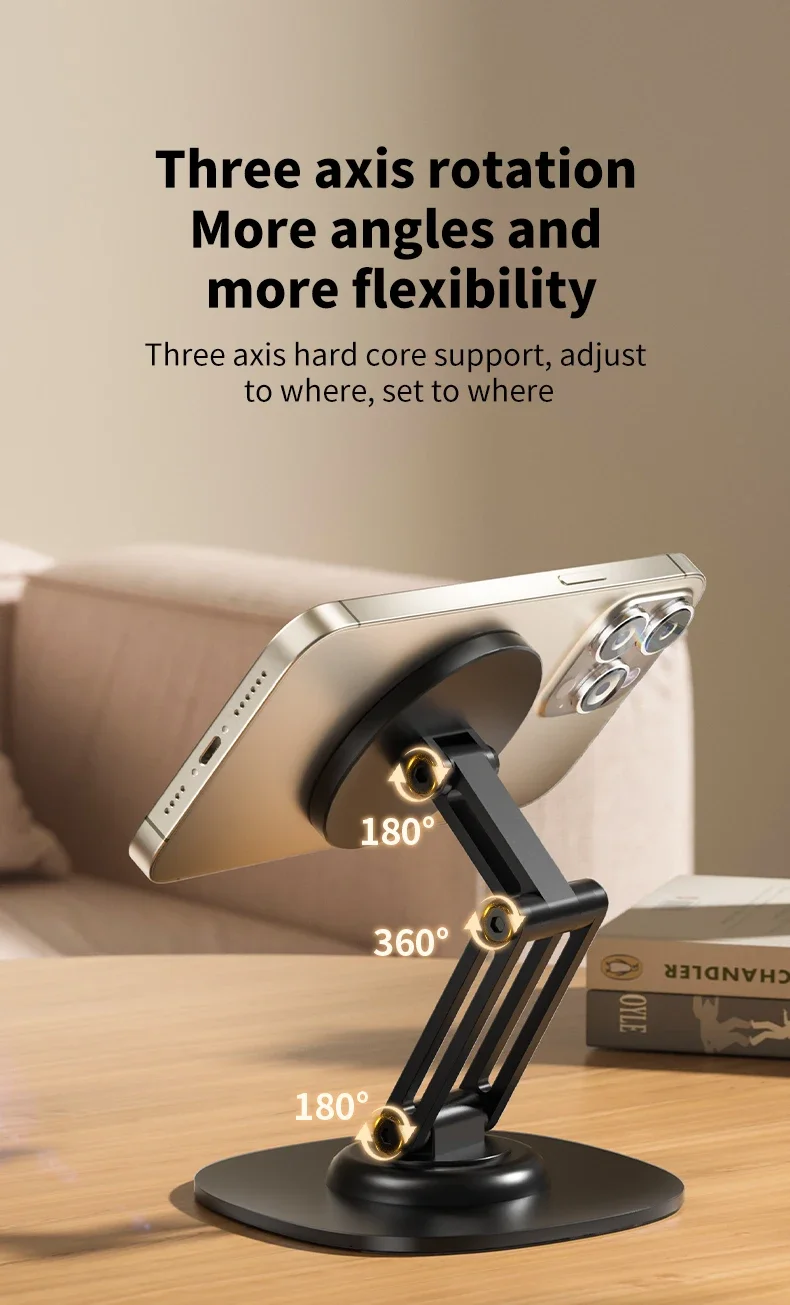 Three axis rotation
More angles and
more flexibility
Three axis hard core support, adjust
to where, set to where
180°
360°
CHANDLER
OYLE
180°